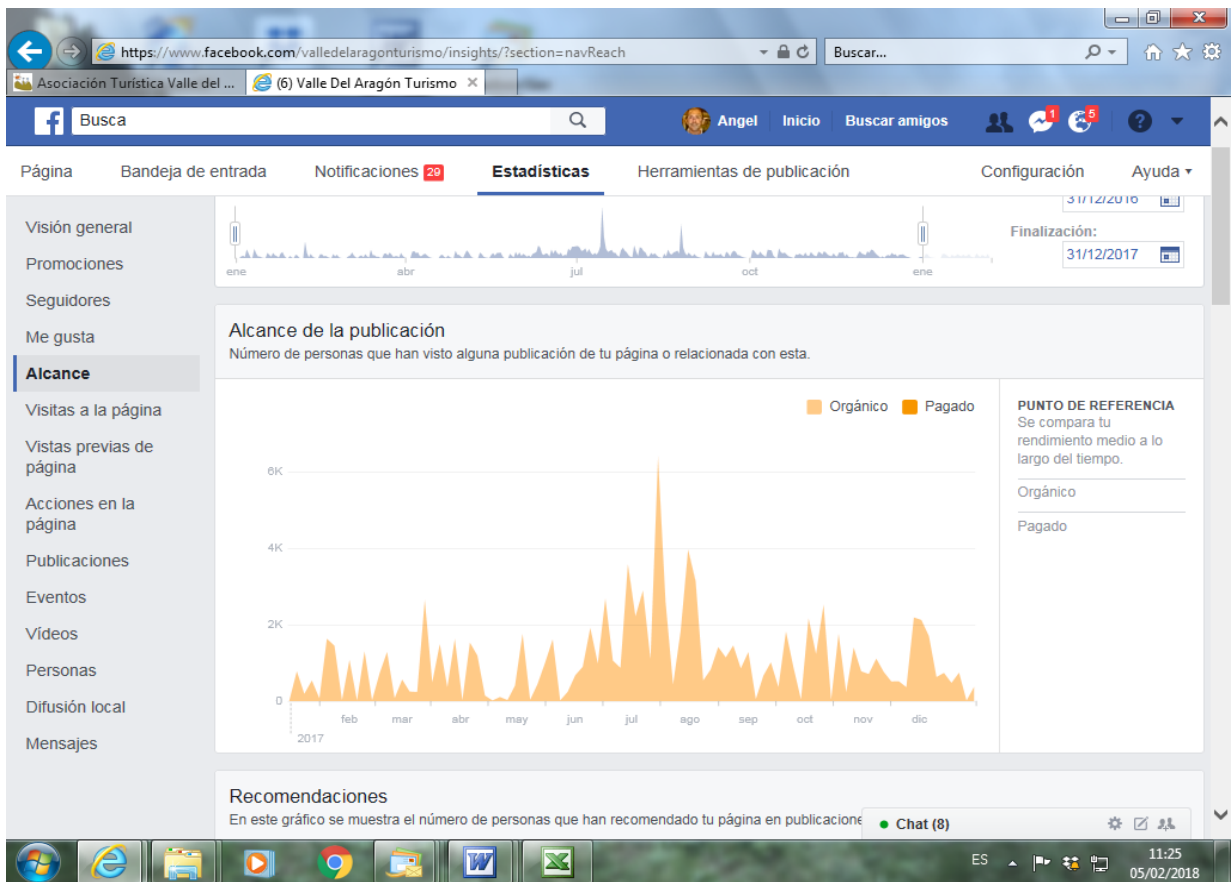 https://www.facebook.com/valledelaragonturismo/insights/?section=navReach
Buscar...
Asociación Turística Valle del ...
(6) Valle Del Aragón Turismo
Busca
Angel Inicio Buscar amigos
1
5
Página Bandeja de entrada Notificaciones 29 Estadísticas Herramientas de publicación Configuración Ayuda
31/12/2016
Finalización:
31/12/2017
ene abr jul oct ene
Visión general
Promociones
Seguidores
Me gusta
Alcance
Visitas a la página
Vistas previas de
página
Acciones en la
página
Publicaciones
Eventos
Vídeos
Personas
Difusión local
Mensajes
Alcance de la publicación
Número de personas que han visto alguna publicación de tu página o relacionada con esta.
Orgánico Pagado
6K
4K
2K
0
feb mar abr may jun jul ago sep oct nov dic
2017
PUNTO DE REFERENCIA
Se compara tu
rendimiento medio a lo
largo del tiempo.
Orgánico
Pagado
Recomendaciones
En este gráfico se muestra el número de personas que han recomendado tu página en publicacione
Chat (8)
ES
11:25
05/02/2018